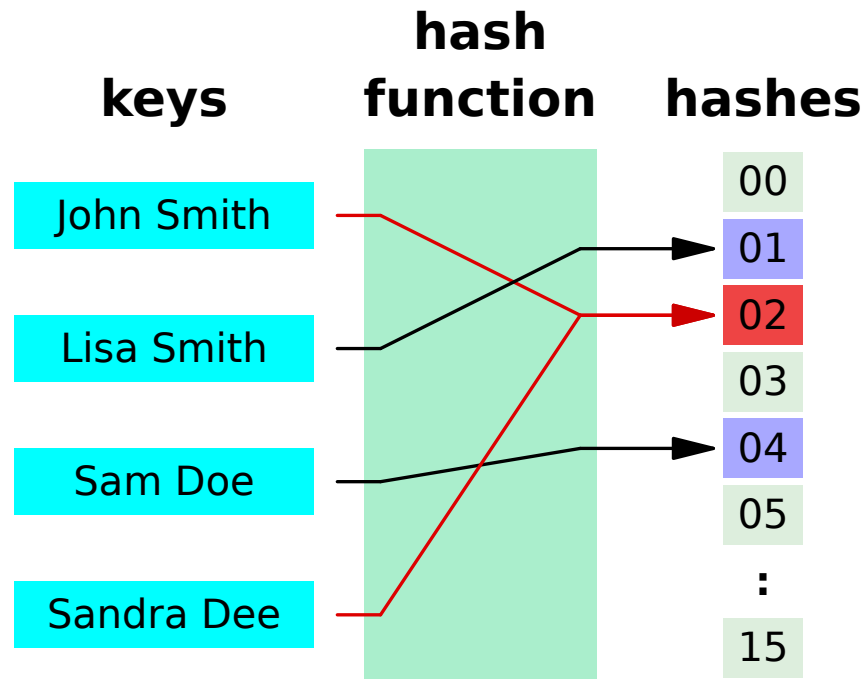 keys
hash
function
hashes
John Smith
Lisa Smith
Sam Doe
Sandra Dee
00
01
02
03
04
05
:
15